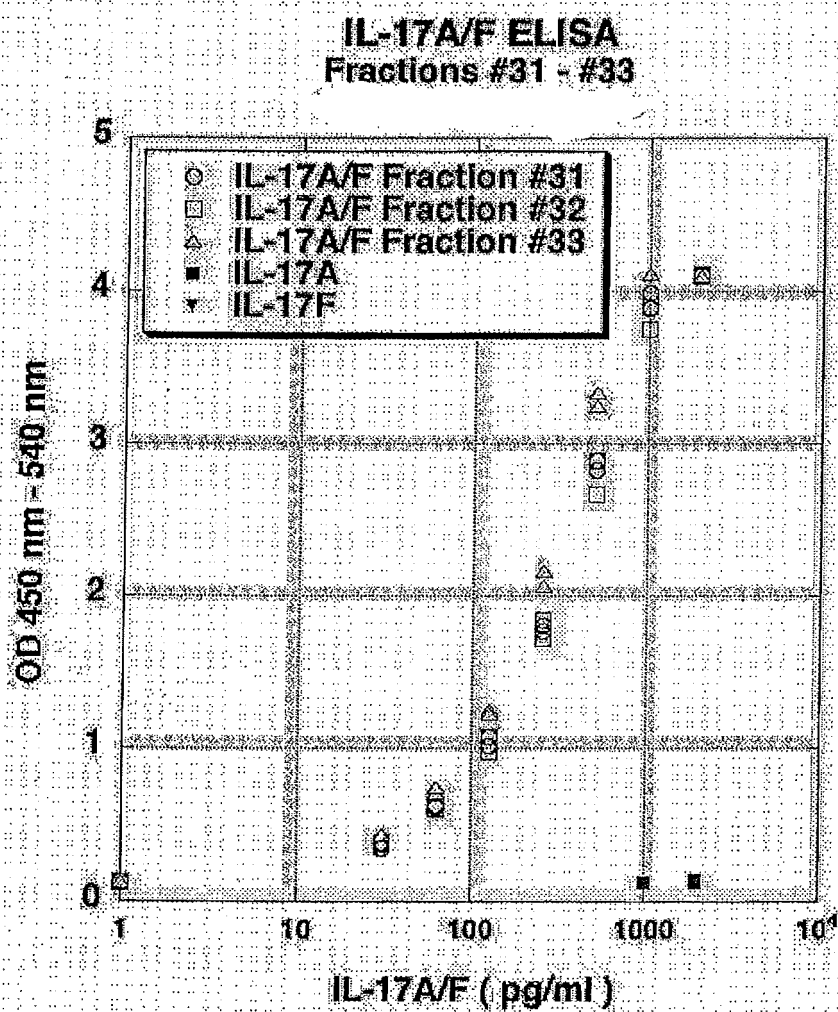 IL-17A/F ELISA
Fractions #31 - #33
5
4
3
2
1
0
OD 450 nm - 540 nm
IL-17A/F Fraction #31
IL-17A/F Fraction #32
IL-17A/F Fraction #33
IL-17A
IL-17F
1
10
100
1000
10⁴
IL-17A/F ( pg/ml )